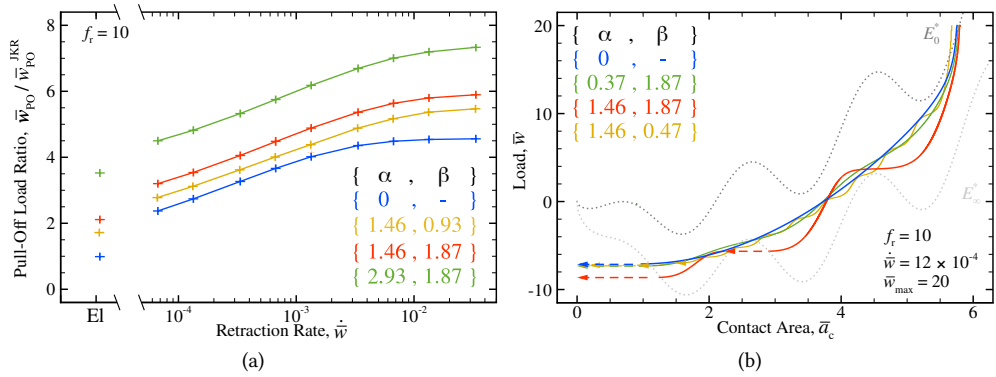 f_r = 10
Pull-Off Load Ratio, w̄_PO / w̄_PO^JKR
8
6
4
2
0
{ α , β }
{ 0 , - }
{ 1.46 , 0.93 }
{ 1.46 , 1.87 }
{ 2.93 , 1.87 }
El
10^-4
10^-3
10^-2
Retraction Rate, ẇ̄
(a)
{ α , β }
{ 0 , - }
{ 0.37 , 1.87 }
{ 1.46 , 1.87 }
{ 1.46 , 0.47 }
E_0^*
E_∞^*
Load, w̄
20
10
0
-10
f_r = 10
ẇ̄ = 12 × 10^-4
w̄_max = 20
0
2
4
6
Contact Area, a̅_c
(b)